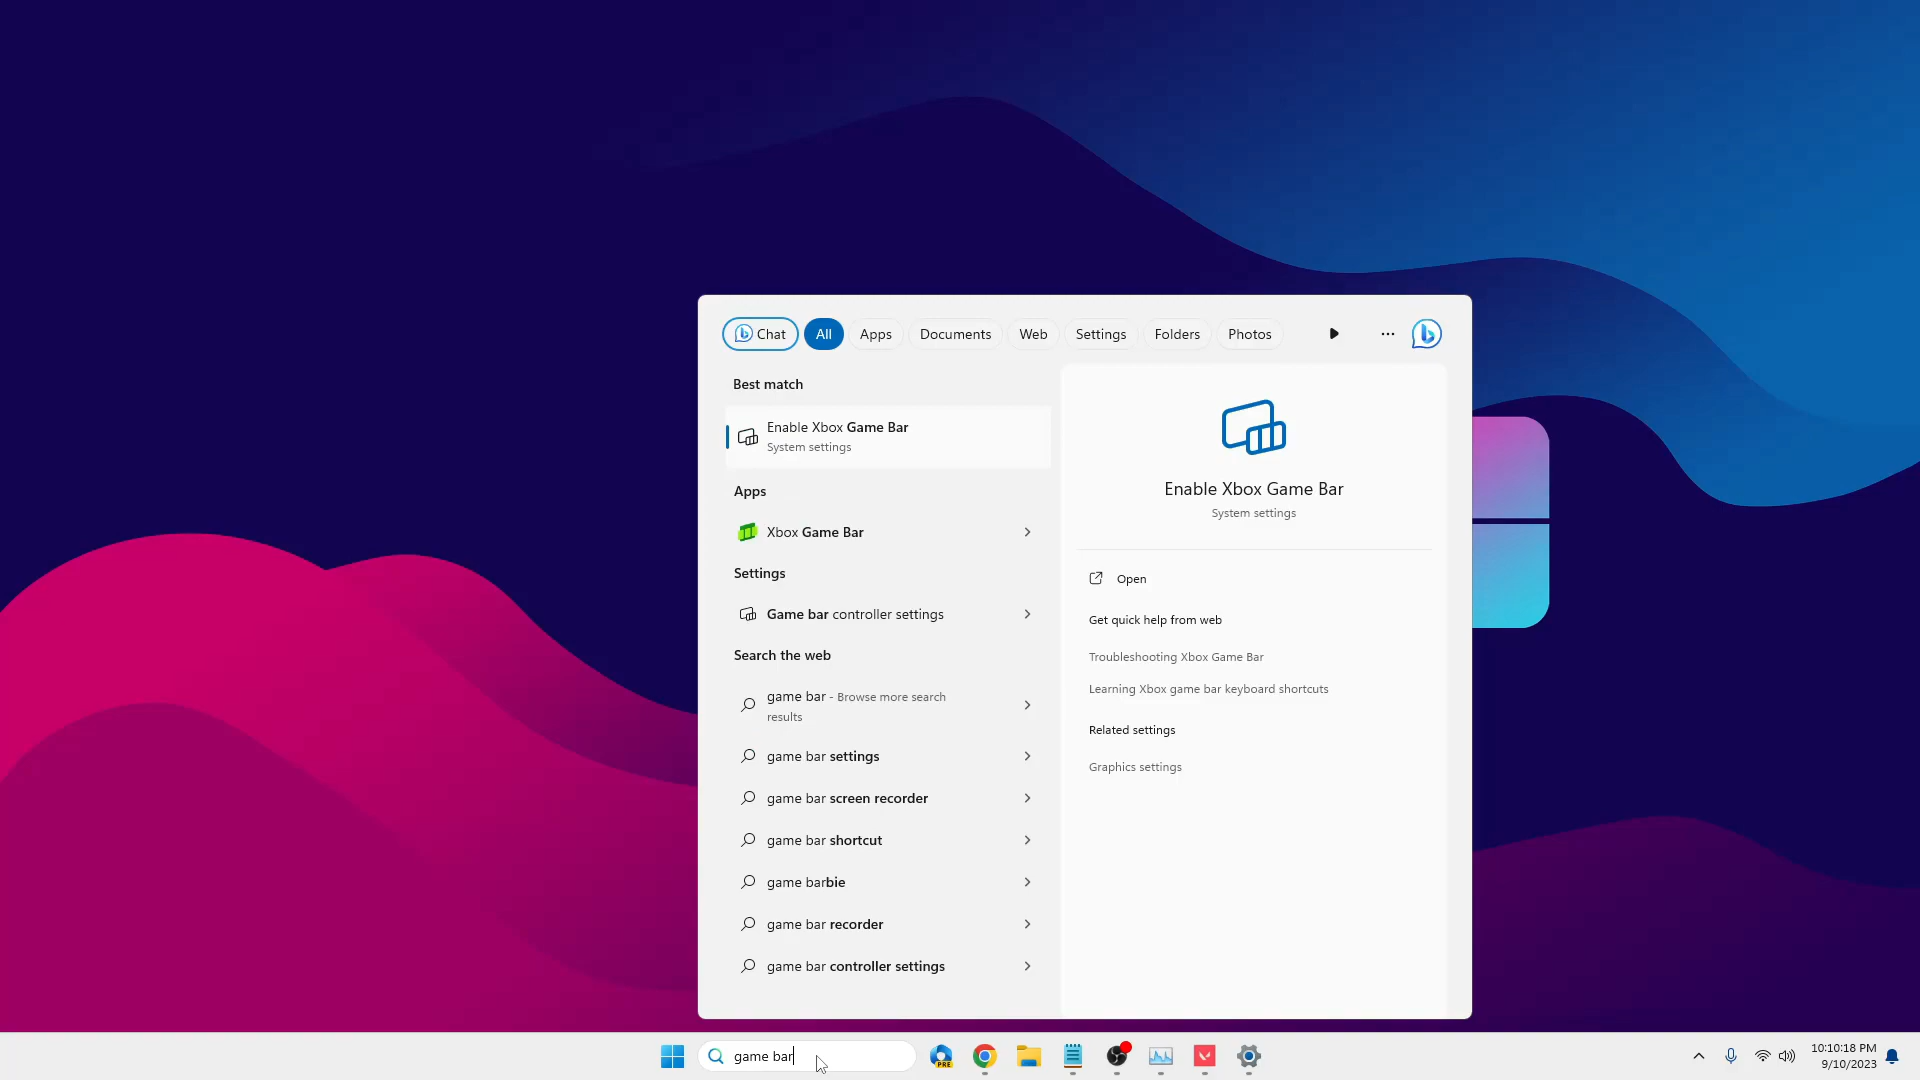 Chat
All
Apps
Documents
Web
Settings
Folders
Photos
Best match
Enable Xbox Game Bar
System settings
Apps
Xbox Game Bar
Settings
Game bar controller settings
Search the web
game bar - Browse more search
results
game bar settings
game bar screen recorder
game bar shortcut
game barbie
game bar recorder
game bar controller settings
Enable Xbox Game Bar
System settings
Open
Get quick help from web
Troubleshooting Xbox Game Bar
Learning Xbox game bar keyboard shortcuts
Related settings
Graphics settings
game bar
PRE
10:10:18 PM
9/10/2023